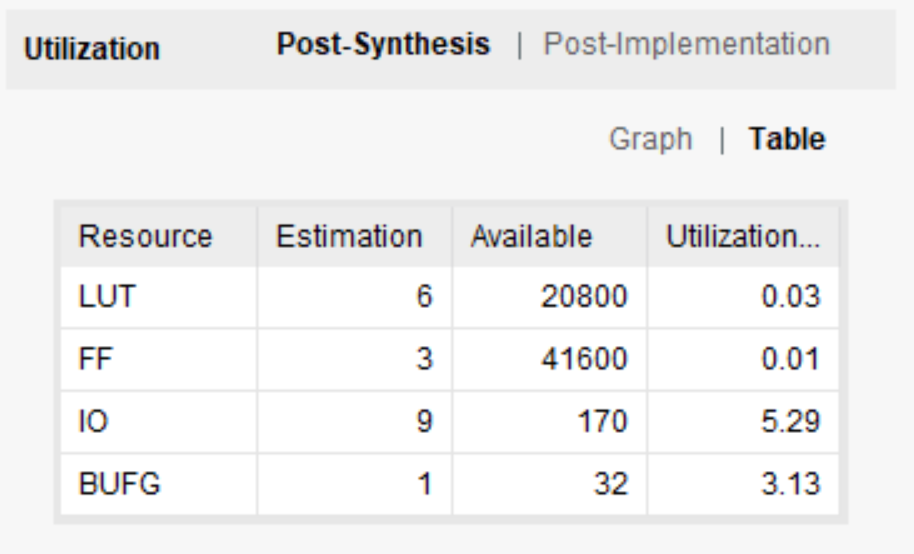 Utilization Post-Synthesis | Post-Implementation
Graph | Table
Resource Estimation Available Utilization...
LUT 6 20800 0.03
FF 3 41600 0.01
IO 9 170 5.29
BUFG 1 32 3.13